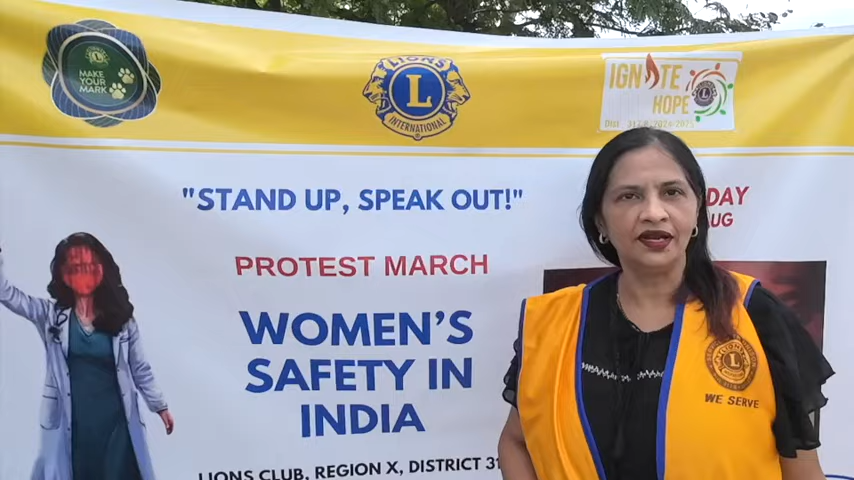 MAKE
YOUR
MARK
LIONS
L
INTERNATIONAL
IGNITE
HOPE
L
"STAND UP, SPEAK OUT!"
DAY
UG
PROTEST MARCH
WOMEN'S
SAFETY IN
INDIA
LIONS CLUB, REGION X, DISTRICT 31
LIONS
L
WE SERVE